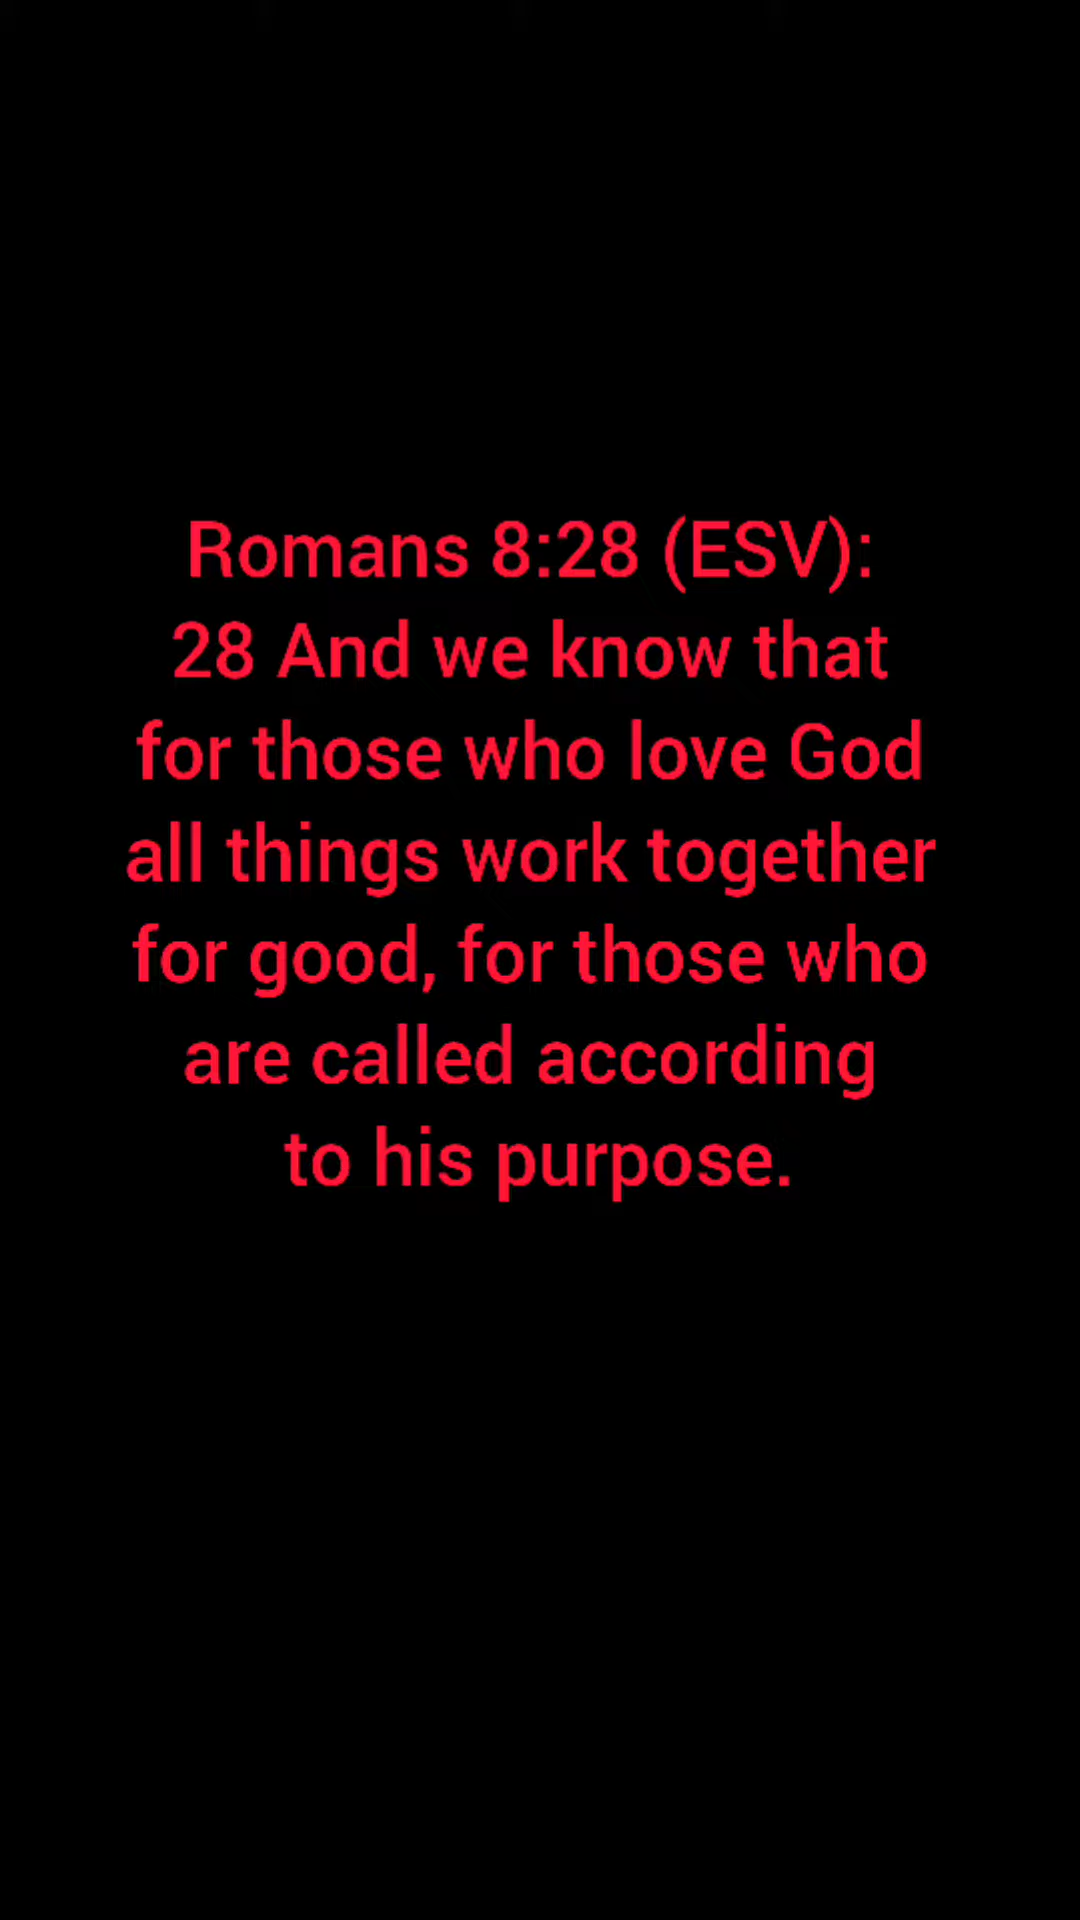 Romans 8:28 (ESV):
28 And we know that
for those who love God
all things work together
for good, for those who
are called according
to his purpose.